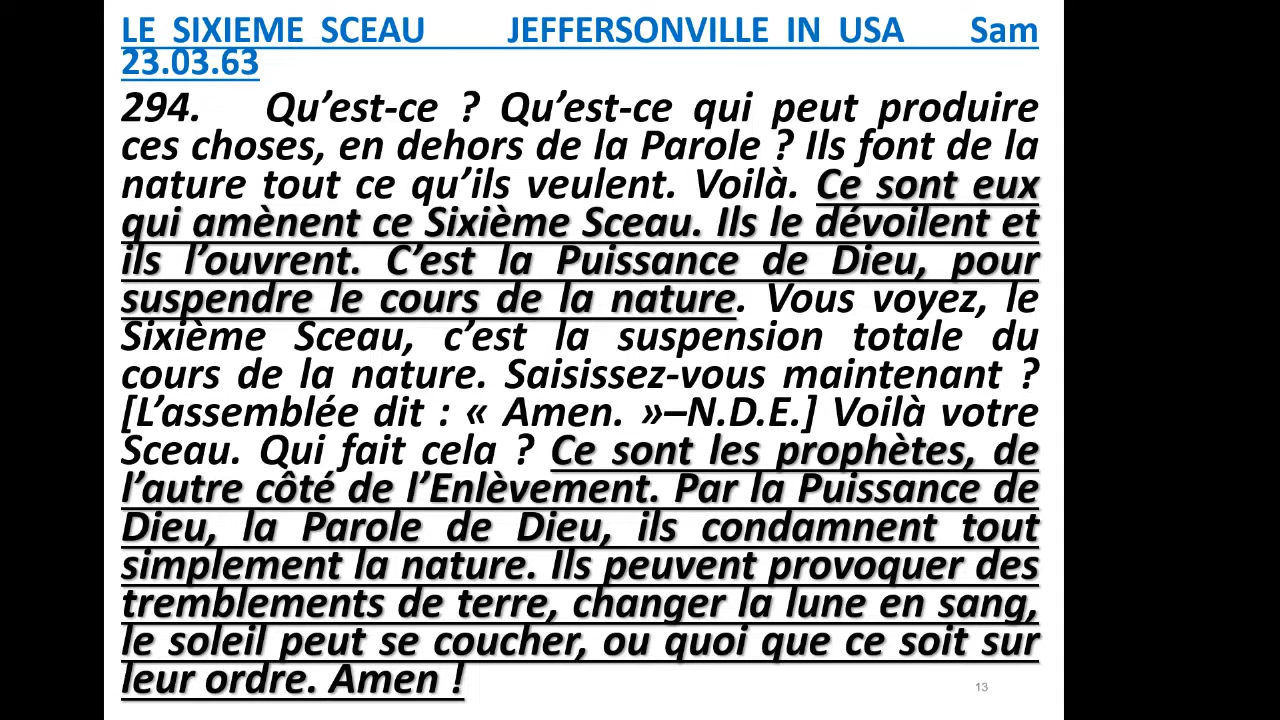 LE SIXIEME SCEAU JEFFERSONVILLE IN USA Sam
23.03.63
294. Qu’est-ce ? Qu’est-ce qui peut produire
ces choses, en dehors de la Parole ? Ils font de la
nature tout ce qu’ils veulent. Voilà. Ce sont eux
qui amènent ce Sixième Sceau. Ils le dévoilent et
ils l’ouvrent. C’est la Puissance de Dieu, pour
suspendre le cours de la nature. Vous voyez, le
Sixième Sceau, c’est la suspension totale du
cours de la nature. Saisissez-vous maintenant ?
[L’assemblée dit : « Amen. »–N.D.E.] Voilà votre
Sceau. Qui fait cela ? Ce sont les prophètes, de
l’autre côté de l’Enlèvement. Par la Puissance de
Dieu, la Parole de Dieu, ils condamnent tout
simplement la nature. Ils peuvent provoquer des
tremblements de terre, changer la lune en sang,
le soleil peut se coucher, ou quoi que ce soit sur
leur ordre. Amen !
13